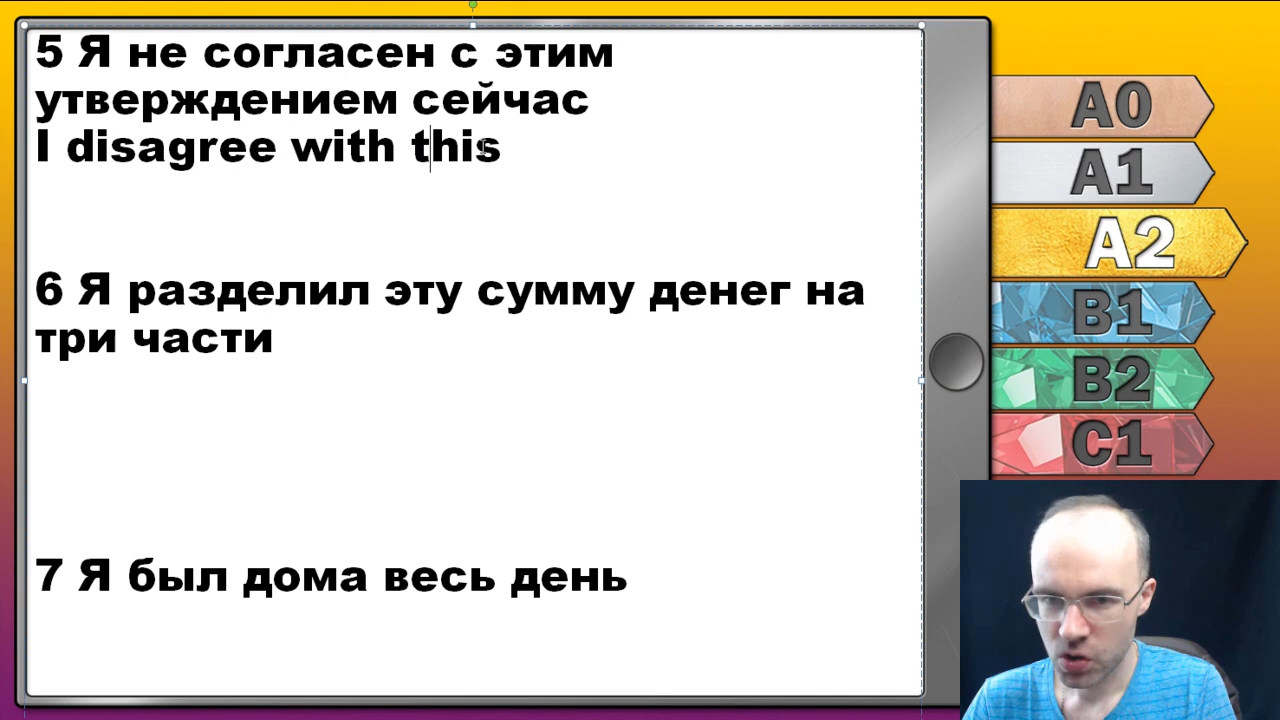 5 Я не согласен с этим
утверждением сейчас
I disagree with this
6 Я разделил эту сумму денег на
три части
7 Я был дома весь день
A0
A1
A2
B1
B2
C1